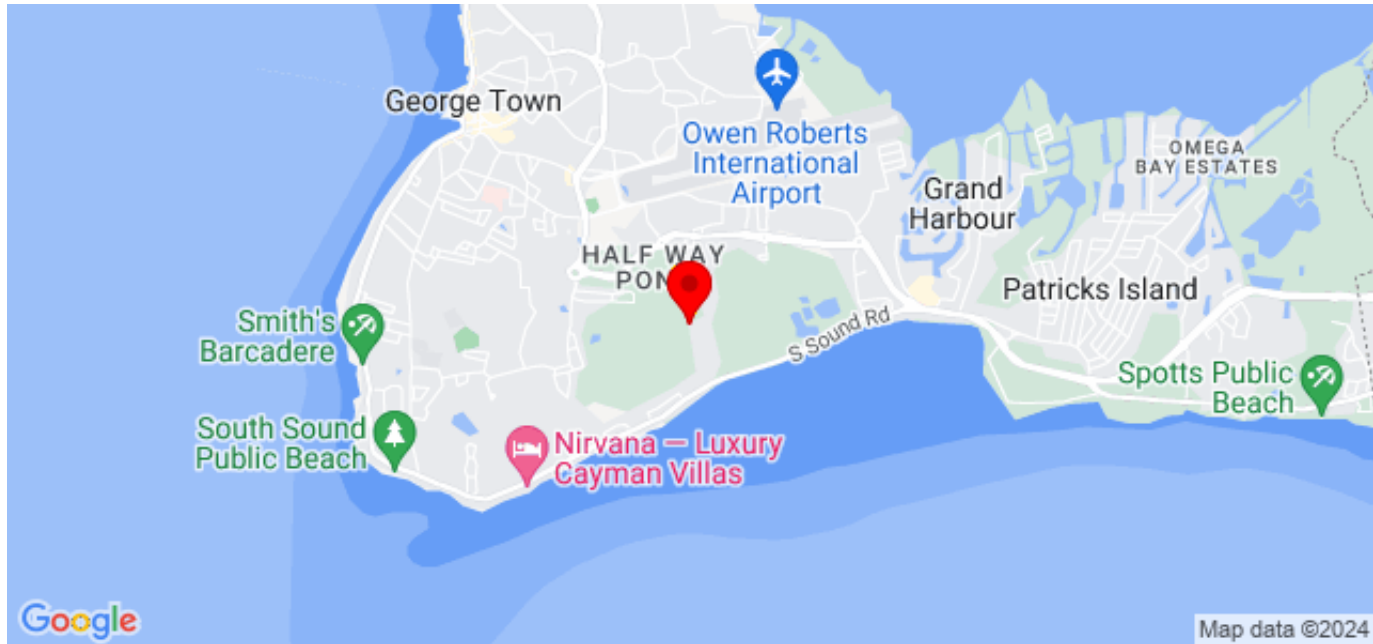 George Town
Owen Roberts
International
Airport
OMEGA
BAY ESTATES
Grand
Harbour
HALF WAY
PON
Patricks Island
Smith's
Barcadere
S Sound Rd
Spotts Public
Beach
South Sound
Public Beach
Nirvana — Luxury
Cayman Villas
Google
Map data ©2024